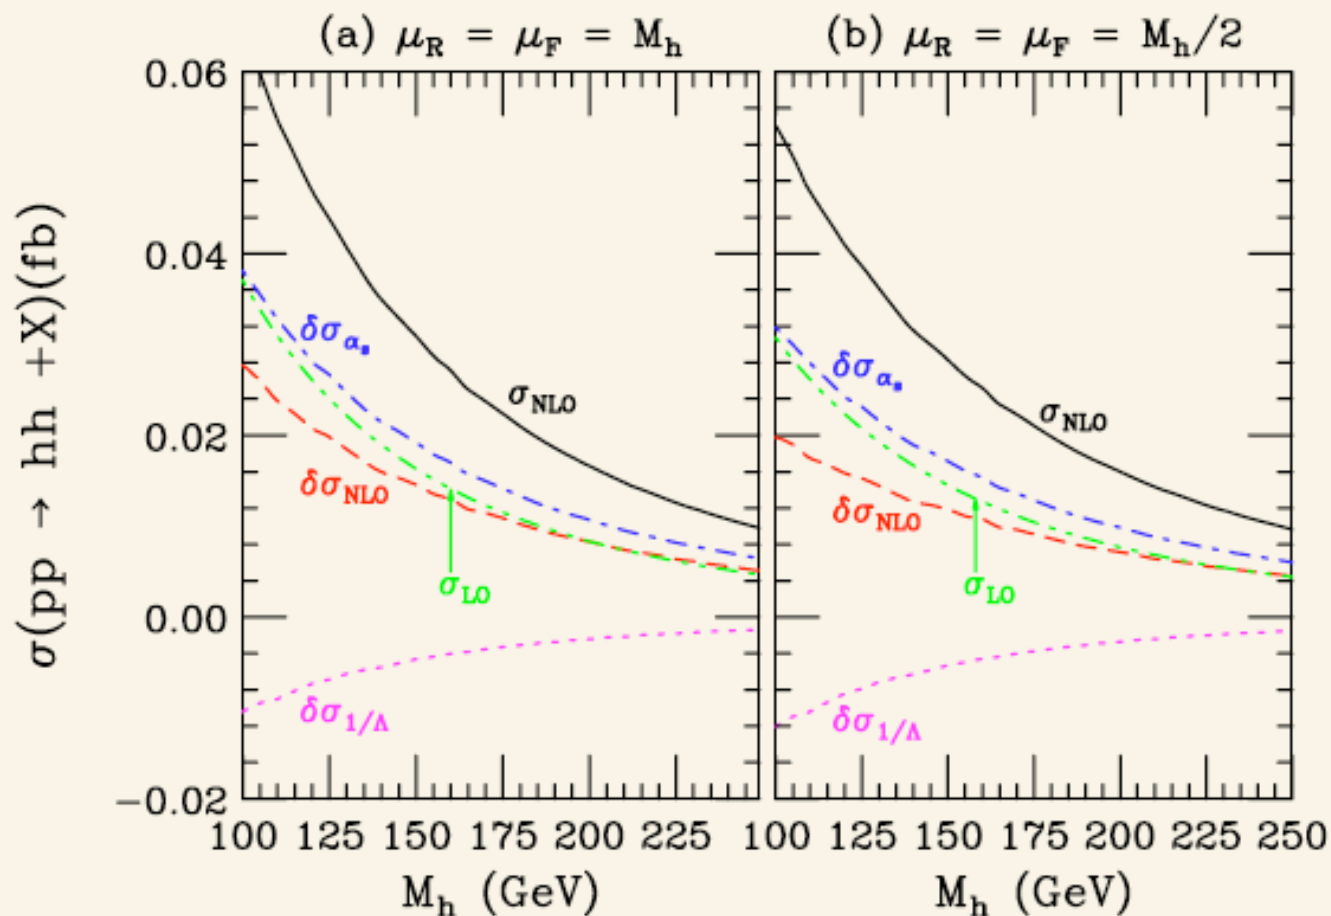 (a) μR = μF = Mh
(b) μR = μF = Mh/2
σ(pp → hh +X)(fb)
0.06
0.04
0.02
0.00
−0.02
δσαs
σNLO
δσNLO
σLO
δσ1/Λ
δσαs
σNLO
δσNLO
σLO
δσ1/Λ
100 125 150 175 200 225 100 125 150 175 200 225 250
Mh (GeV)
Mh (GeV)